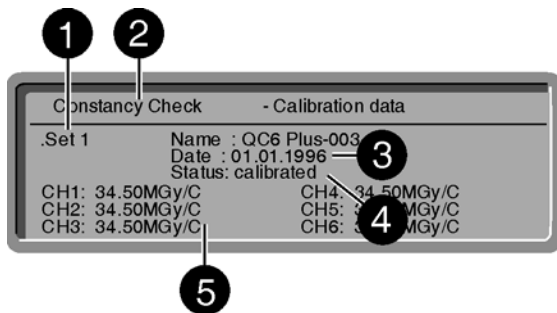 1 2
Constancy Check - Calibration data
.Set 1 Name : QC6 Plus-003
Date : 01.01.1996
3
Status: calibrated
CH1: 34.50MGy/C CH4: 34.50MGy/C
CH2: 34.50MGy/C CH5: MGy/C
4
CH3: 34.50MGy/C CH6: MGy/C
5